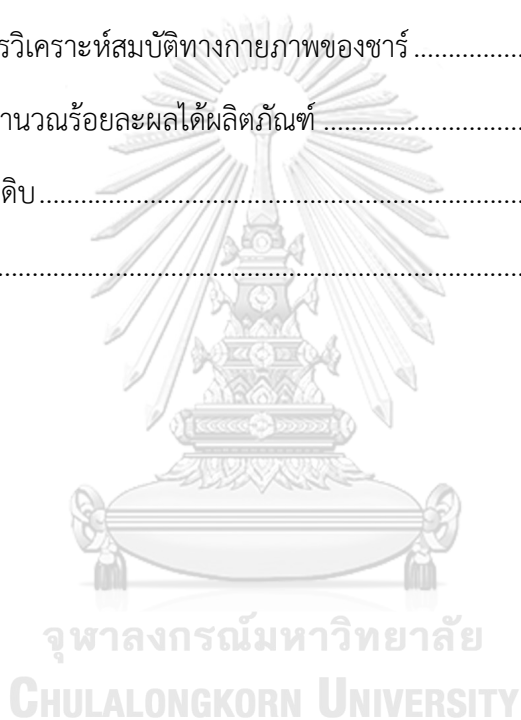 รวิเคราะห์สมบัติทางกายภาพของชาร์ ................
ำนวณร้อยละผลได้ผลิตภัณฑ์ ............................
ดิบ.......................................................................
............................................................................
จุฬาลงกรณ์มหาวิทยาลัย
CHULALONGKORN UNIVERSITY